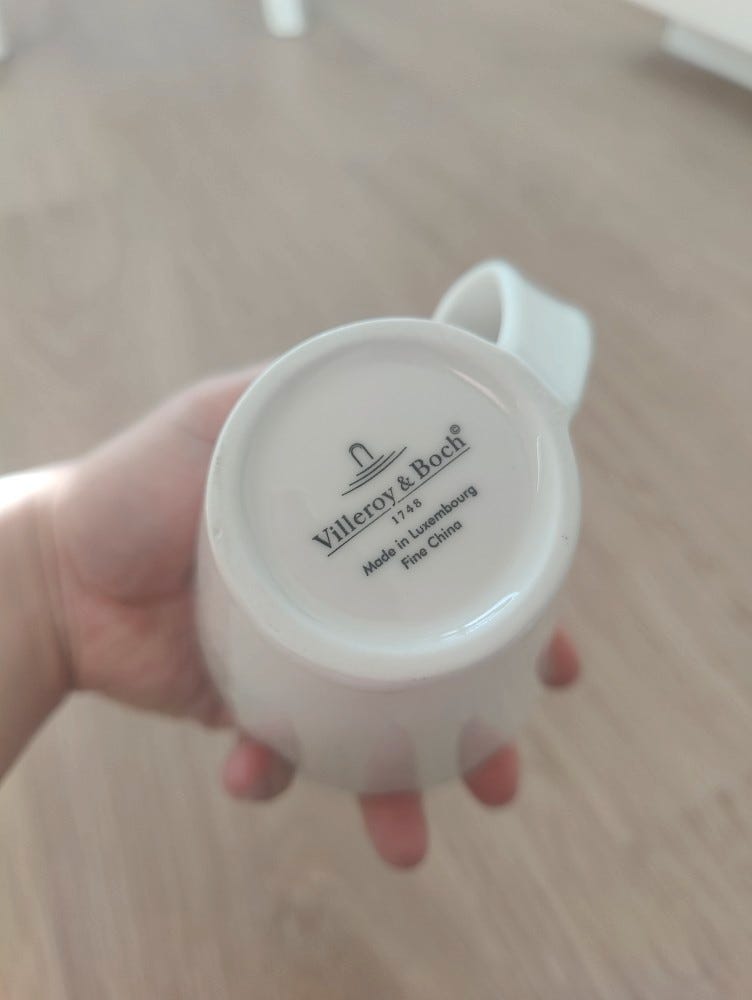 Villeroy & Boch©
1748
Made in Luxembourg
Fine China